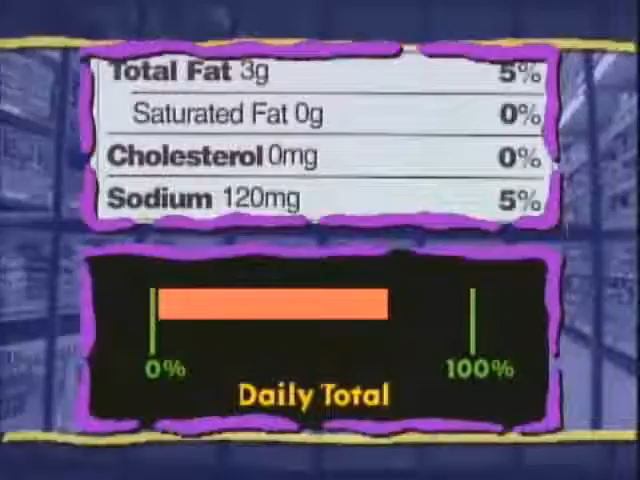 Total Fat 3g 5%
Saturated Fat 0g 0%
Cholesterol 0mg 0%
Sodium 120mg 5%
0% 100%
Daily Total